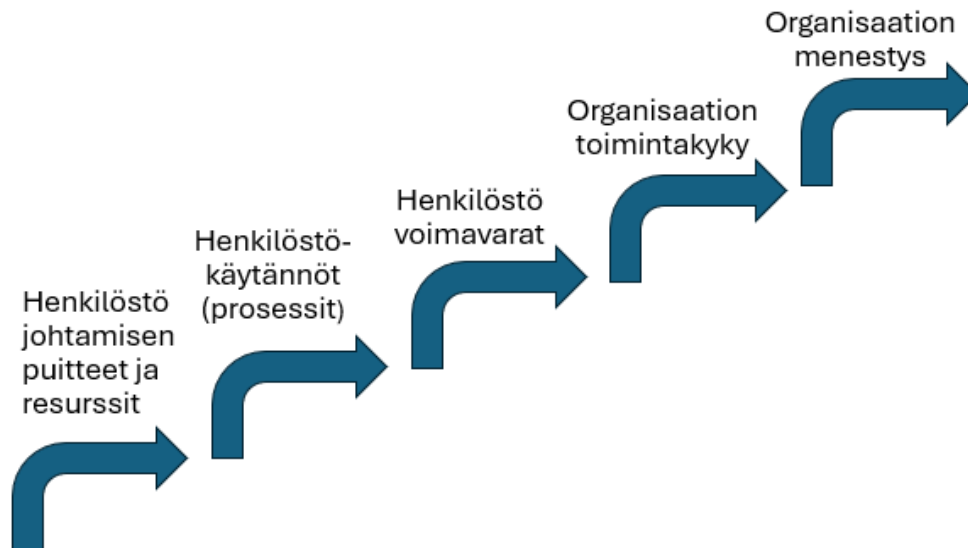 Henkilöstö
johtamisen
puitteet ja
resurssit
Henkilöstö-
käytännöt
(prosessit)
Henkilöstö
voimavarat
Organisaation
toimintakyky
Organisaation
menestys